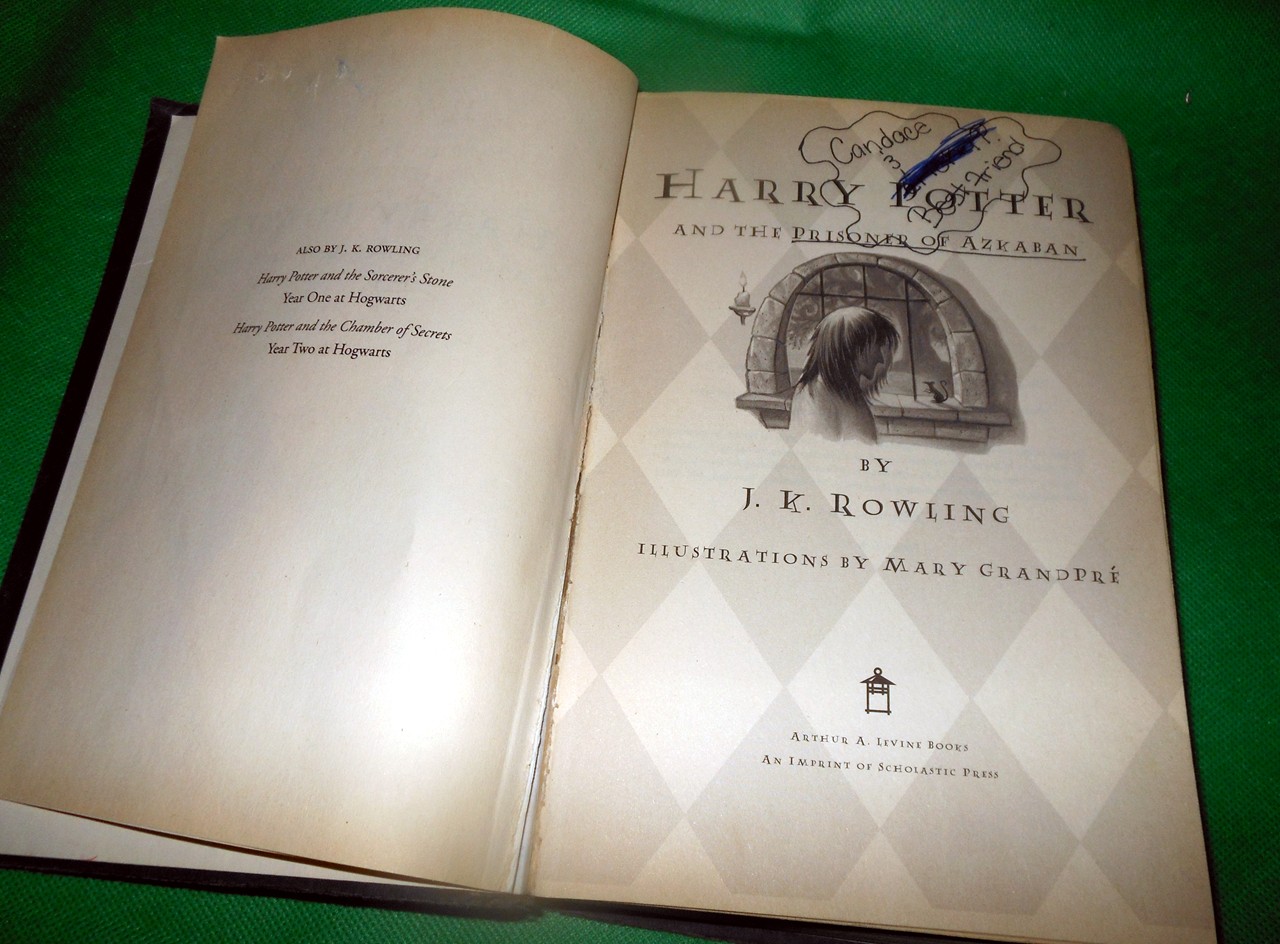 ALSO BY J. K. ROWLING
Harry Potter and the Sorcerer's Stone
Year One at Hogwarts
Harry Potter and the Chamber of Secrets
Year Two at Hogwarts
Candace
3
Best Friend
HARRY POTTER
AND THE PRISONER OF AZKABAN
BY
J. K. ROWLING
ILLUSTRATIONS BY MARY GRANDPRÉ
ARTHUR A. LEVINE BOOKS
AN IMPRINT OF SCHOLASTIC PRESS